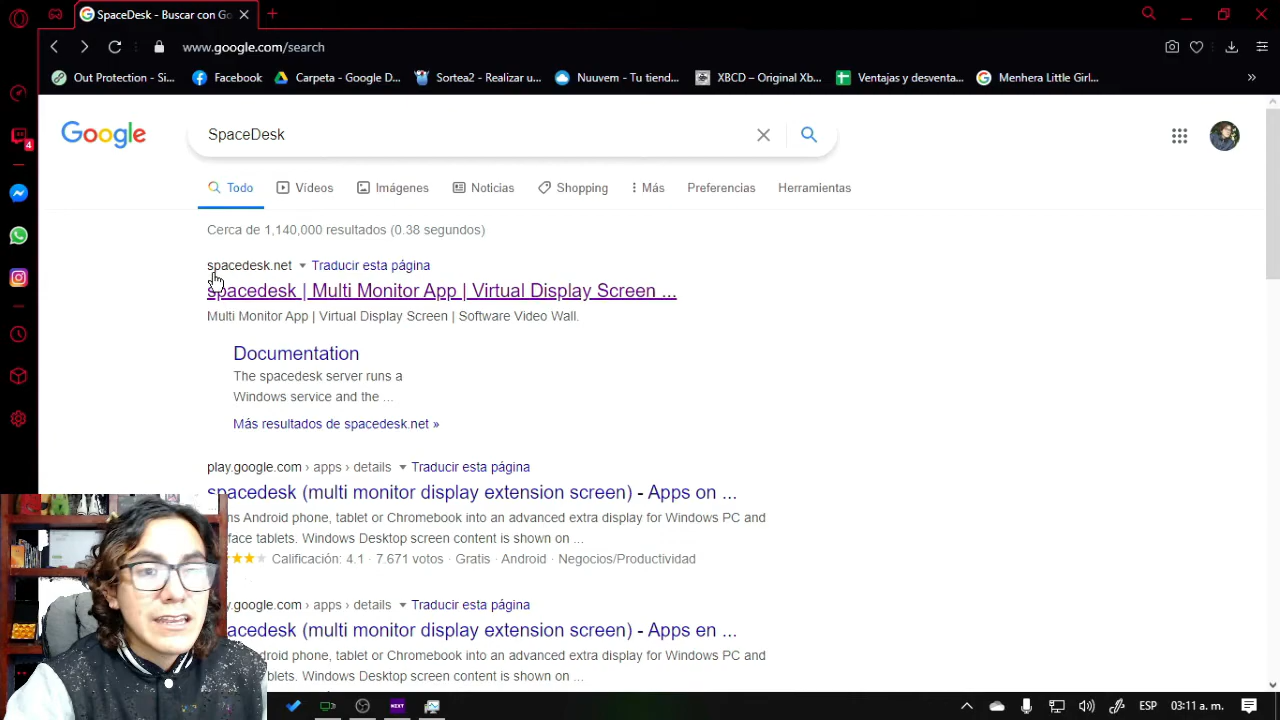 SpaceDesk - Buscar con Go
www.google.com/search
Out Protection - Si...
Facebook
Carpeta - Google D...
Sortea2 - Realizar u...
Nuuvem - Tu tiend...
XBCD – Original Xb...
Ventajas y desventa...
Menhera Little Girl...
»
4
Google
SpaceDesk
Todo
Vídeos
Imágenes
Noticias
Shopping
Más
Preferencias
Herramientas
Cerca de 1,140,000 resultados (0.38 segundos)
spacedesk.net Traducir esta página
spacedesk | Multi Monitor App | Virtual Display Screen ...
Multi Monitor App | Virtual Display Screen | Software Video Wall.
Documentation
The spacedesk server runs a
Windows service and the ...
Más resultados de spacedesk.net »
play.google.com › apps › details Traducir esta página
spacedesk (multi monitor display extension screen) - Apps on ...
ns Android phone, tablet or Chromebook into an advanced extra display for Windows PC and
face tablets. Windows Desktop screen content is shown on ...
Calificación: 4.1 · 7.671 votos · Gratis · Android · Negocios/Productividad
y.google.com › apps › details Traducir esta página
acedesk (multi monitor display extension screen) - Apps en ...
droid phone, tablet or Chromebook into an advanced extra display for Windows PC and
tablets. Windows Desktop screen content is shown on ...
NEXT
ESP
03:11 a. m.